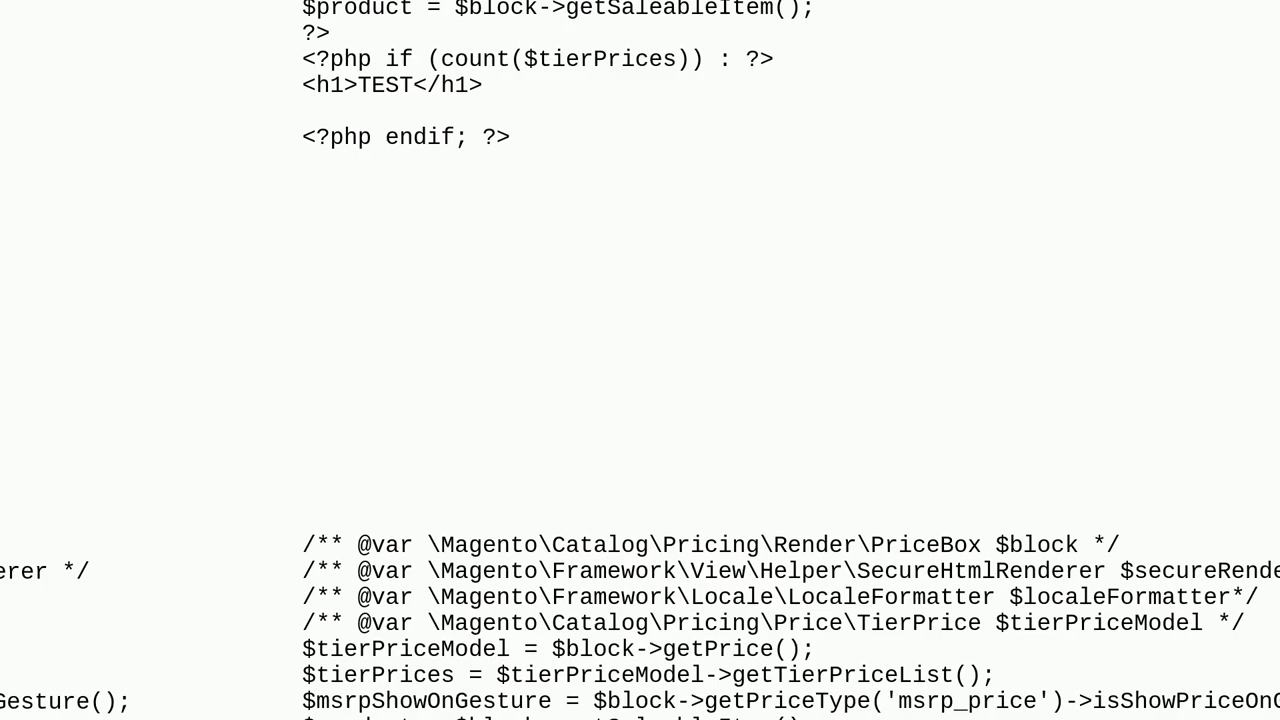 $product = $block->getSaleableItem();
?>
<?php if (count($tierPrices)) : ?>
<h1>TEST</h1>
<?php endif; ?>
/** @var \Magento\Catalog\Pricing\Render\PriceBox $block */
erer */
/** @var \Magento\Framework\View\Helper\SecureHtmlRenderer $secureRende
/** @var \Magento\Framework\Locale\LocaleFormatter $localeFormatter*/
/** @var \Magento\Catalog\Pricing\Price\TierPrice $tierPriceModel */
$tierPriceModel = $block->getPrice();
$tierPrices = $tierPriceModel->getTierPriceList();
Gesture();
$msrpShowOnGesture = $block->getPriceType('msrp_price')->isShowPriceOnG